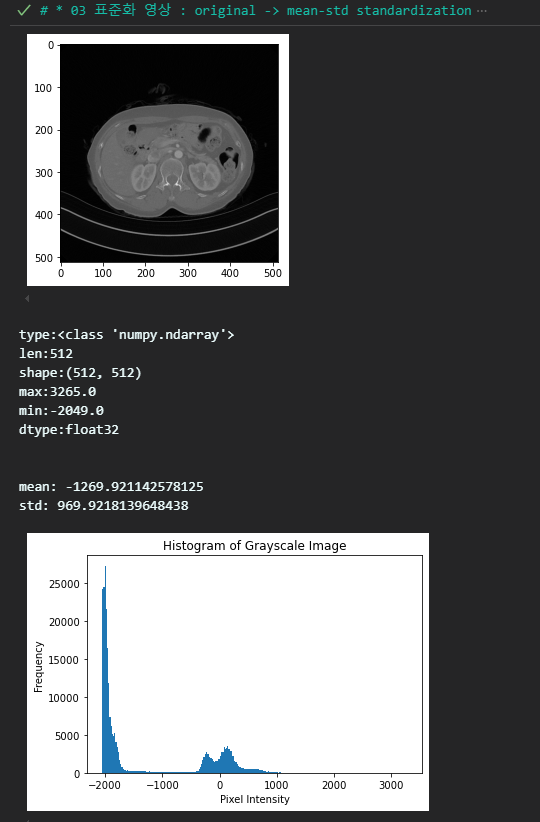 # * 03 표준화 영상 : original -> mean-std standardization ···
0
100
200
300
400
500
0 100 200 300 400 500
type:<class 'numpy.ndarray'>
len:512
shape:(512, 512)
max:3265.0
min:-2049.0
dtype:float32
mean: -1269.921142578125
std: 969.9218139648438
Histogram of Grayscale Image
25000
20000
15000
10000
5000
0
Frequency
−2000 −1000 0 1000 2000 3000
Pixel Intensity